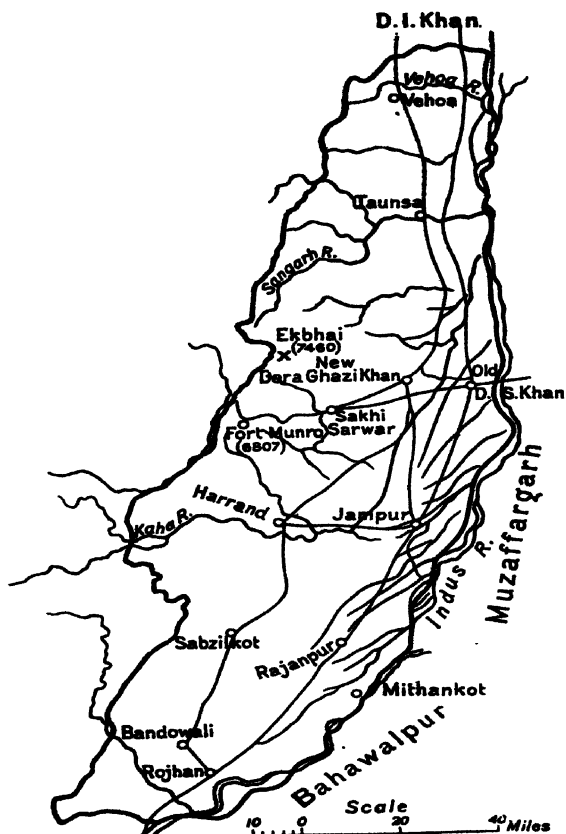 D.I.Khan.
Vehoa R.
Vehoa
Taunsa
Sangarh R.
Ekbhai
(7460)
New
Dera Ghazi Khan
Old
D. S. Khan
Sakhi
Sarwar
Fort Munro
(6807)
Harrand
Jampur
Kaha R.
Muzaffargarh
Indus R.
Sabzilkot
Rajanpur
Mithankot
Bandowali
Rojhan
Bahawalpur
Scale
10 0 20 40 Miles